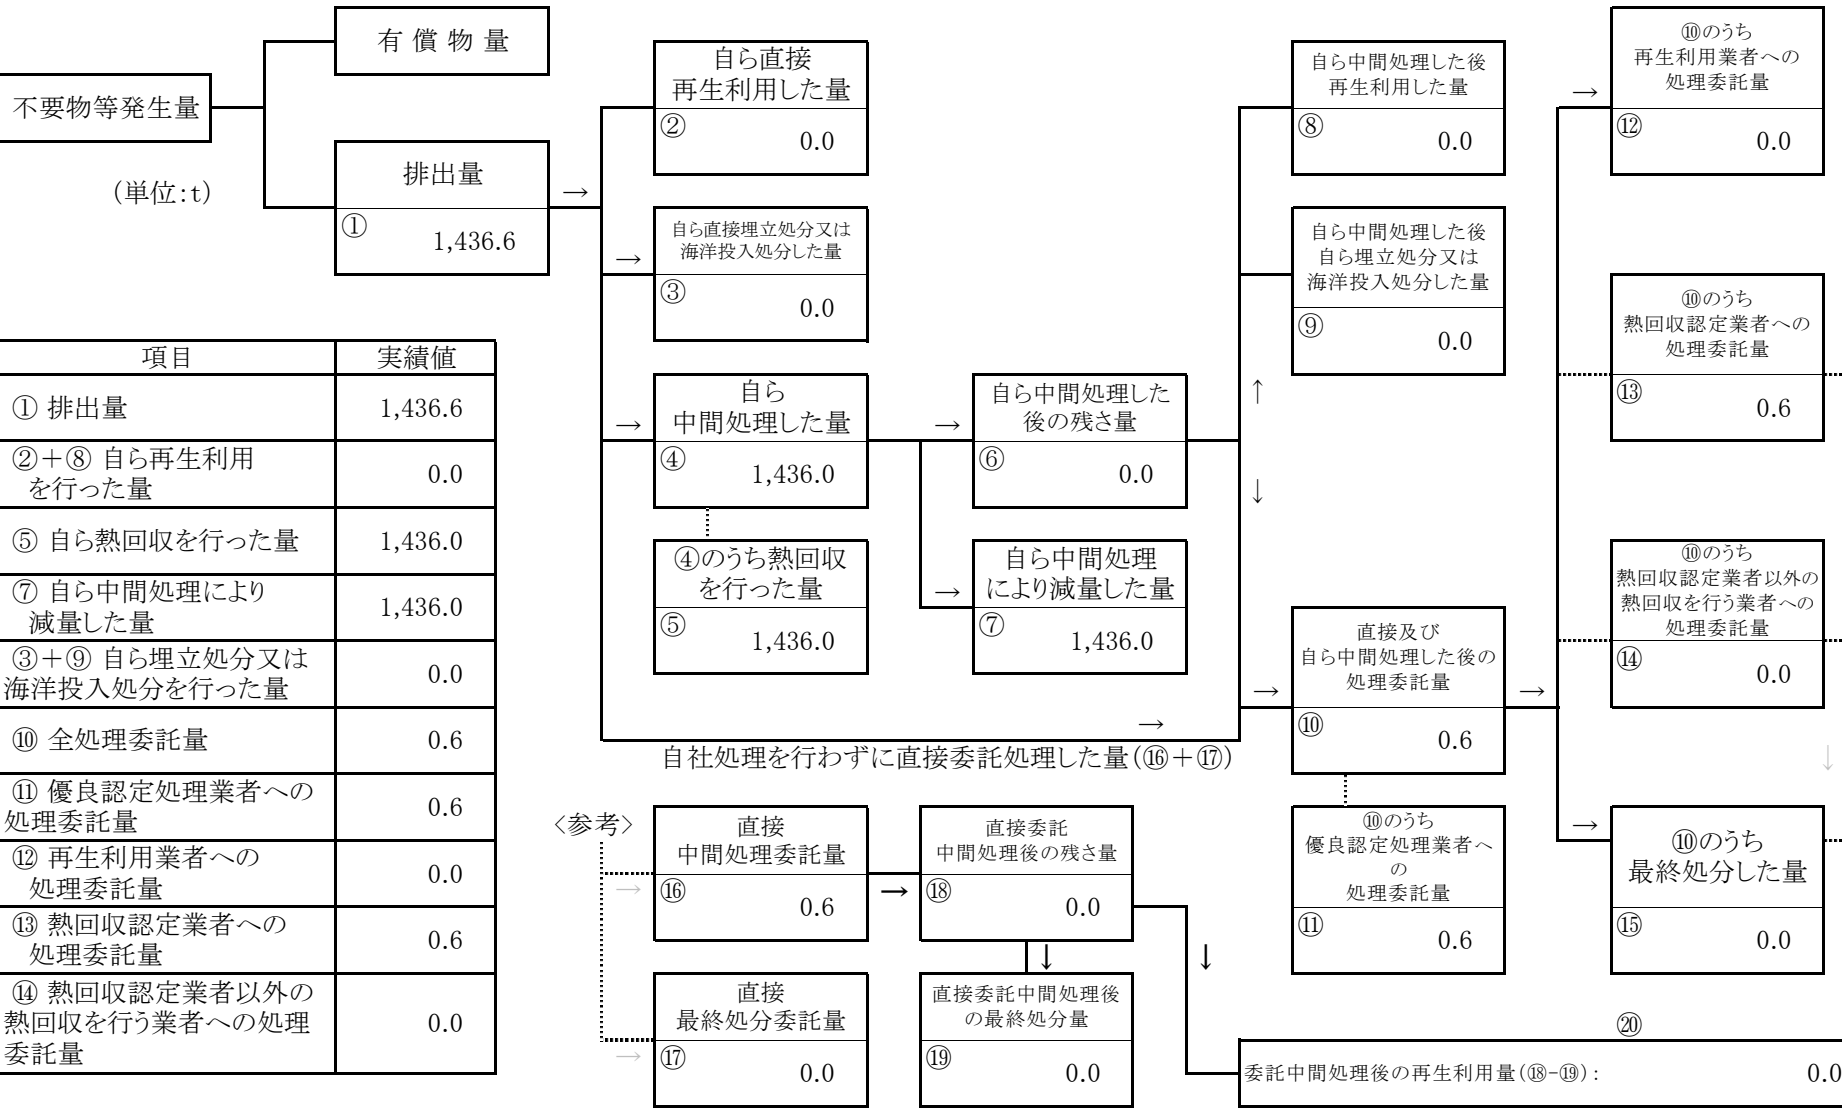 有 償 物 量
不要物等発生量
(単位:t)
排出量
①
1,436.6
→
自ら直接
再生利用した量
②
0.0
→
自ら直接埋立処分又は
海洋投入処分した量
③
0.0
→
自ら
中間処理した量
④
1,436.0
④のうち熱回収
を行った量
⑤
1,436.0
→
自ら中間処理した
後の残さ量
⑥
0.0
→
自ら中間処理
により減量した量
⑦
1,436.0
↑
↓
自ら中間処理した後
再生利用した量
⑧
0.0
自ら中間処理した後
自ら埋立処分又は
海洋投入処分した量
⑨
0.0
→
自社処理を行わずに直接委託処理した量(⑯+⑰)
→
直接及び
自ら中間処理した後の
処理委託量
⑩
0.6
⑩のうち
優良認定処理業者へ
の
処理委託量
⑪
0.6
→
→
⑩のうち
再生利用業者への
処理委託量
⑫
0.0
⑩のうち
熱回収認定業者への
処理委託量
⑬
0.6
⑩のうち
熱回収認定業者以外の
熱回収を行う業者への
処理委託量
⑭
0.0
↓
→
⑩のうち
最終処分した量
⑮
0.0
項目 実績値
① 排出量 1,436.6
②+⑧ 自ら再生利用
を行った量
0.0
⑤ 自ら熱回収を行った量 1,436.0
⑦ 自ら中間処理により
減量した量
1,436.0
③+⑨ 自ら埋立処分又は
海洋投入処分を行った量
0.0
⑩ 全処理委託量 0.6
⑪ 優良認定処理業者への
処理委託量
0.6
⑫ 再生利用業者への
処理委託量
0.0
⑬ 熱回収認定業者への
処理委託量
0.6
⑭ 熱回収認定業者以外の
熱回収を行う業者への処理
委託量
0.0
<参考>
→
直接
中間処理委託量
⑯
0.6
→
直接委託
中間処理後の残さ量
⑱
0.0
↓
↓
→
直接
最終処分委託量
⑰
0.0
直接委託中間処理後
の最終処分量
⑲
0.0
⑳
委託中間処理後の再生利用量(⑱-⑲): 0.0